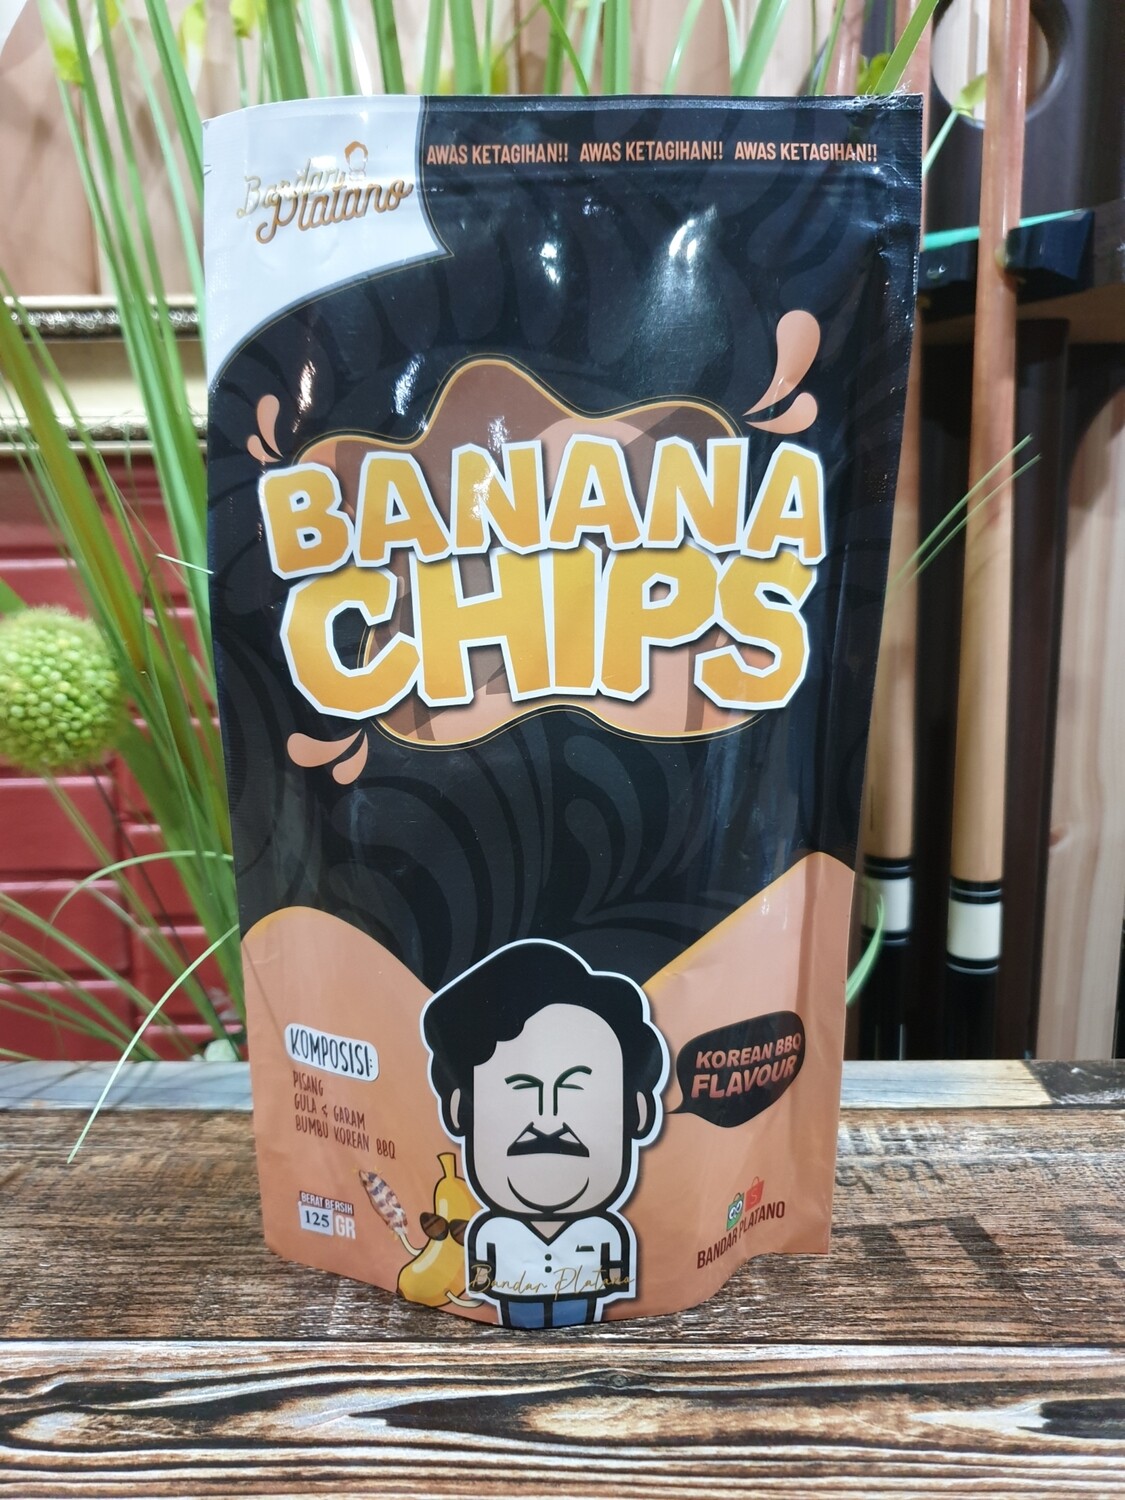 Bandar
Platano
AWAS KETAGIHAN!! AWAS KETAGIHAN!! AWAS KETAGIHAN!!
BANANA
CHIPS
KOMPOSISI:
PISANG
GULA & GARAM
BUMBU KOREAN BBQ
KOREAN BBQ
FLAVOUR
BERAT BERSIH
125 GR
BANDAR PLATANO
Bandar Platano